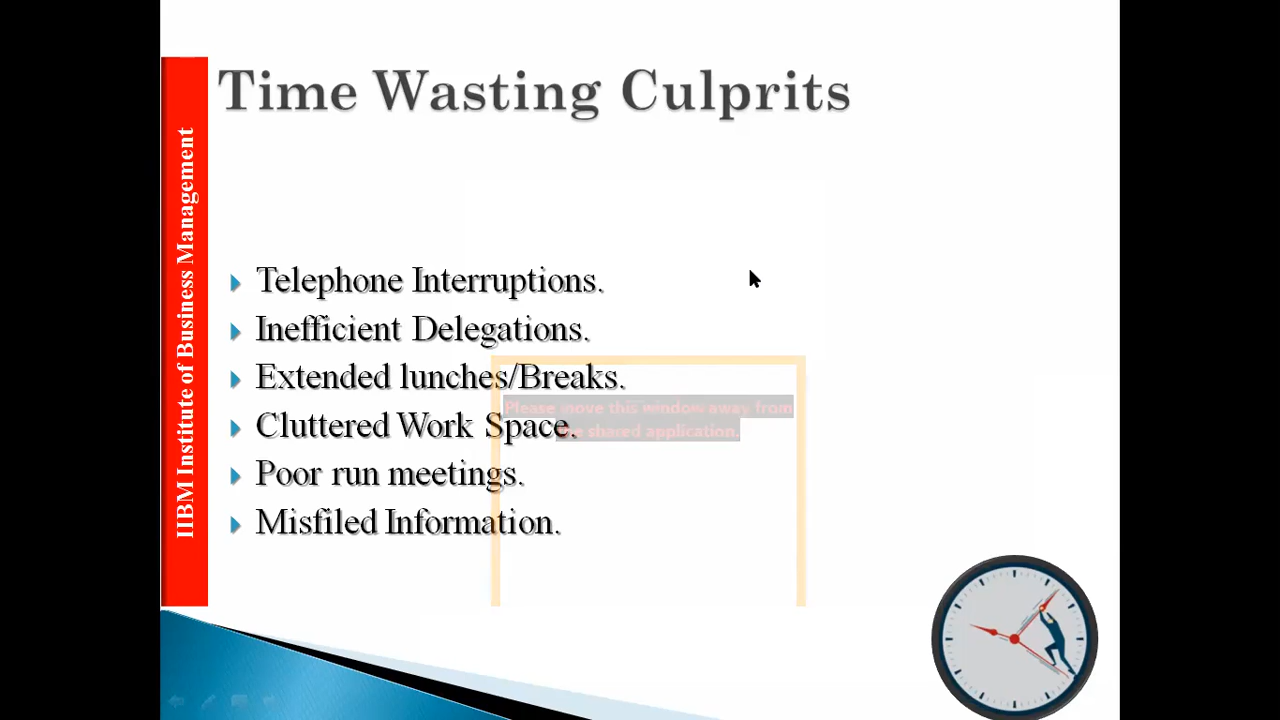 Time Wasting Culprits
IIBM Institute of Business Management
Telephone Interruptions.
Inefficient Delegations.
Extended lunches/Breaks.
Cluttered Work Space.
Poor run meetings.
Misfiled Information.
Please move this window away from
the shared application.